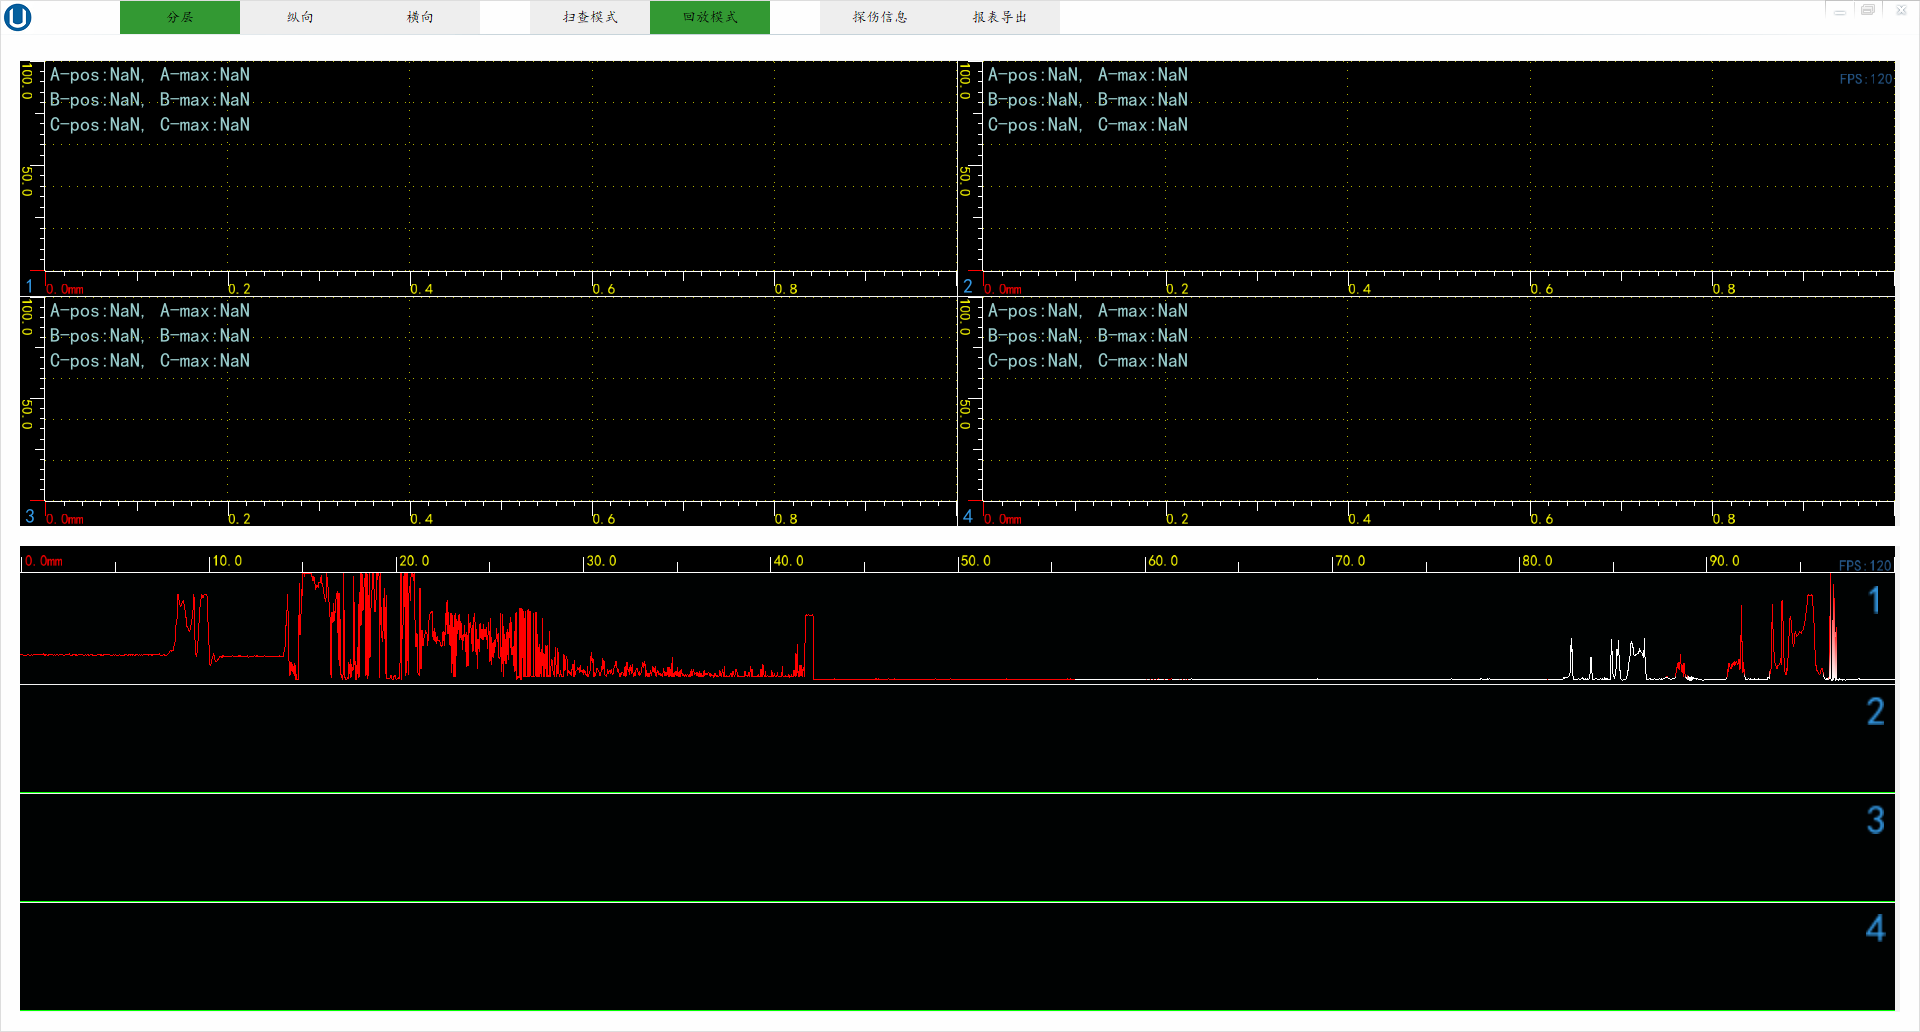 U
分层 纵向 横向 扫查模式 回放模式 探伤信息 报表导出
100.0
A-pos:NaN, A-max:NaN
B-pos:NaN, B-max:NaN
C-pos:NaN, C-max:NaN
50.0
1 0.0mm 0.2 0.4 0.6 0.8
100.0
A-pos:NaN, A-max:NaN
FPS:120
B-pos:NaN, B-max:NaN
C-pos:NaN, C-max:NaN
50.0
2 0.0mm 0.2 0.4 0.6 0.8
100.0
A-pos:NaN, A-max:NaN
B-pos:NaN, B-max:NaN
C-pos:NaN, C-max:NaN
50.0
3 0.0mm 0.2 0.4 0.6 0.8
100.0
A-pos:NaN, A-max:NaN
B-pos:NaN, B-max:NaN
C-pos:NaN, C-max:NaN
50.0
4 0.0mm 0.2 0.4 0.6 0.8
0.0mm 10.0 20.0 30.0 40.0 50.0 60.0 70.0 80.0 90.0
FPS:120
1
2
3
4